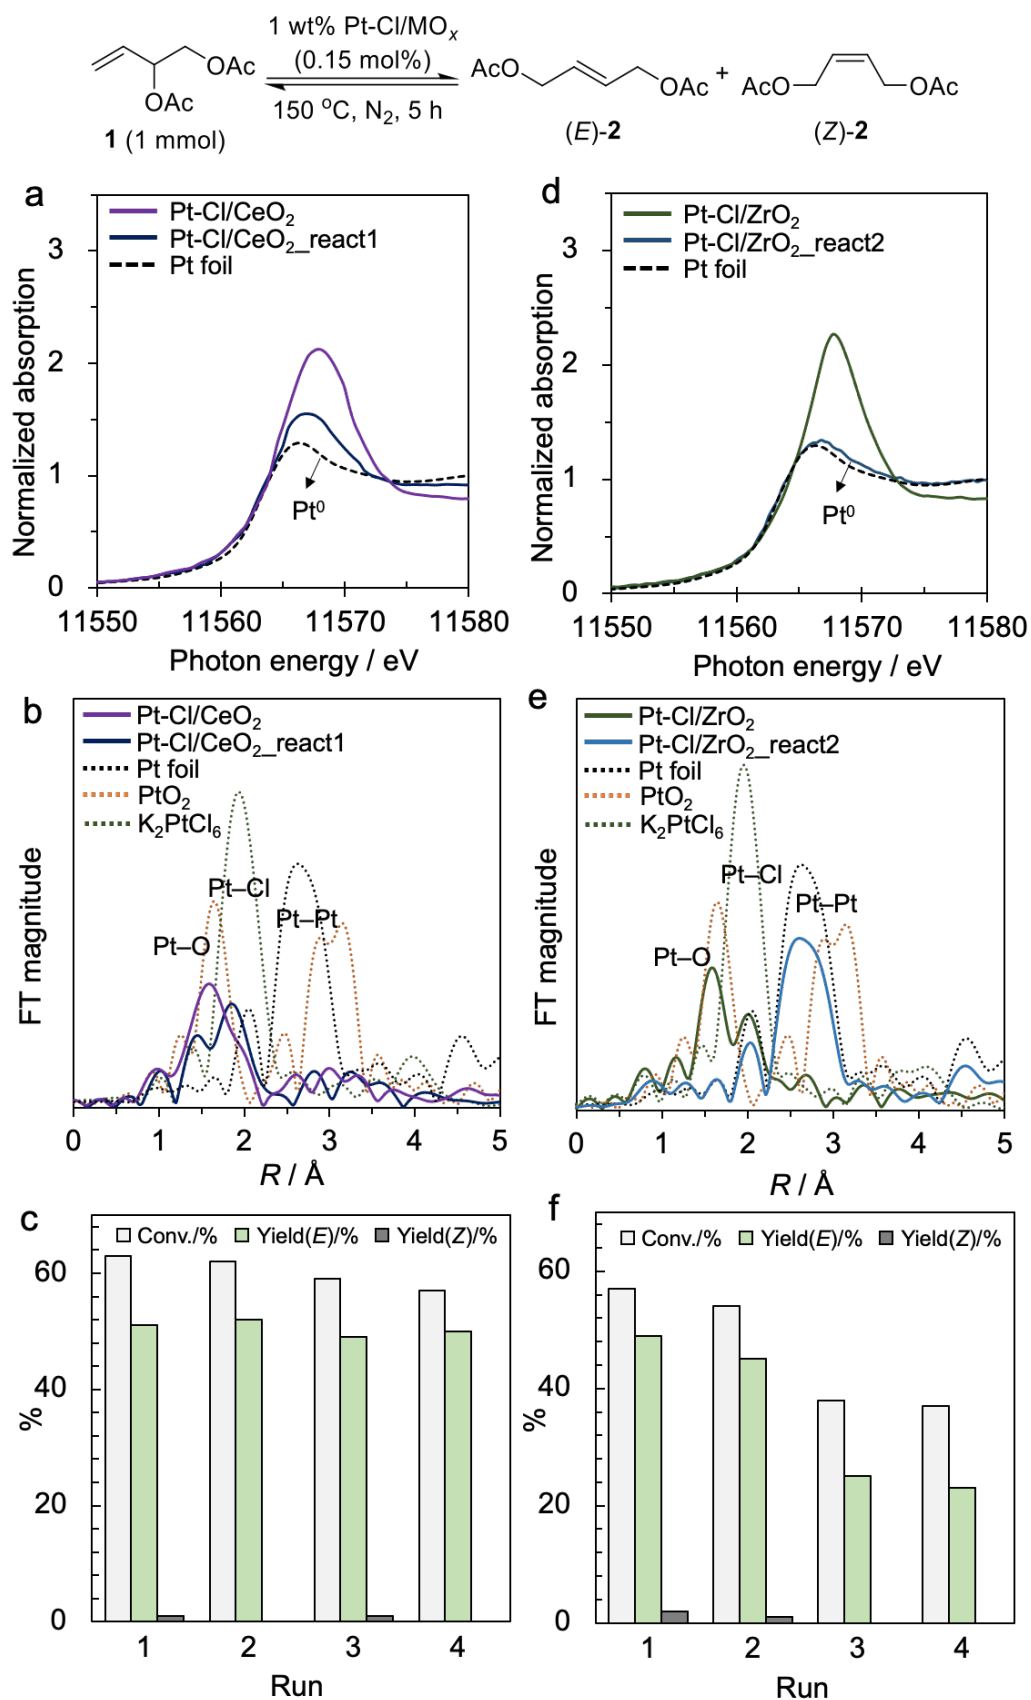 1 wt% Pt-Cl/MOₓ
(0.15 mol%)
150 ºC, N₂, 5 h
OAc
OAc
1 (1 mmol)
AcO
OAc
(E)-2
+
AcO
OAc
(Z)-2
a
Pt-Cl/CeO₂
Pt-Cl/CeO₂_react1
Pt foil
Normalized absorption
3
2
1
0
Pt⁰
11550 11560 11570 11580
Photon energy / eV
d
Pt-Cl/ZrO₂
Pt-Cl/ZrO₂_react2
Pt foil
Normalized absorption
3
2
1
0
Pt⁰
11550 11560 11570 11580
Photon energy / eV
b
Pt-Cl/CeO₂
Pt-Cl/CeO₂_react1
Pt foil
PtO₂
K₂PtCl₆
FT magnitude
Pt–Cl
Pt–Pt
Pt–O
0 1 2 3 4 5
R / Å
e
Pt-Cl/ZrO₂
Pt-Cl/ZrO₂_react2
Pt foil
PtO₂
K₂PtCl₆
FT magnitude
Pt–Cl
Pt–Pt
Pt–O
0 1 2 3 4 5
R / Å
c
Conv./% Yield(E)/% Yield(Z)/%
%
60
40
20
0
1 2 3 4
Run
f
Conv./% Yield(E)/% Yield(Z)/%
%
60
40
20
0
1 2 3 4
Run